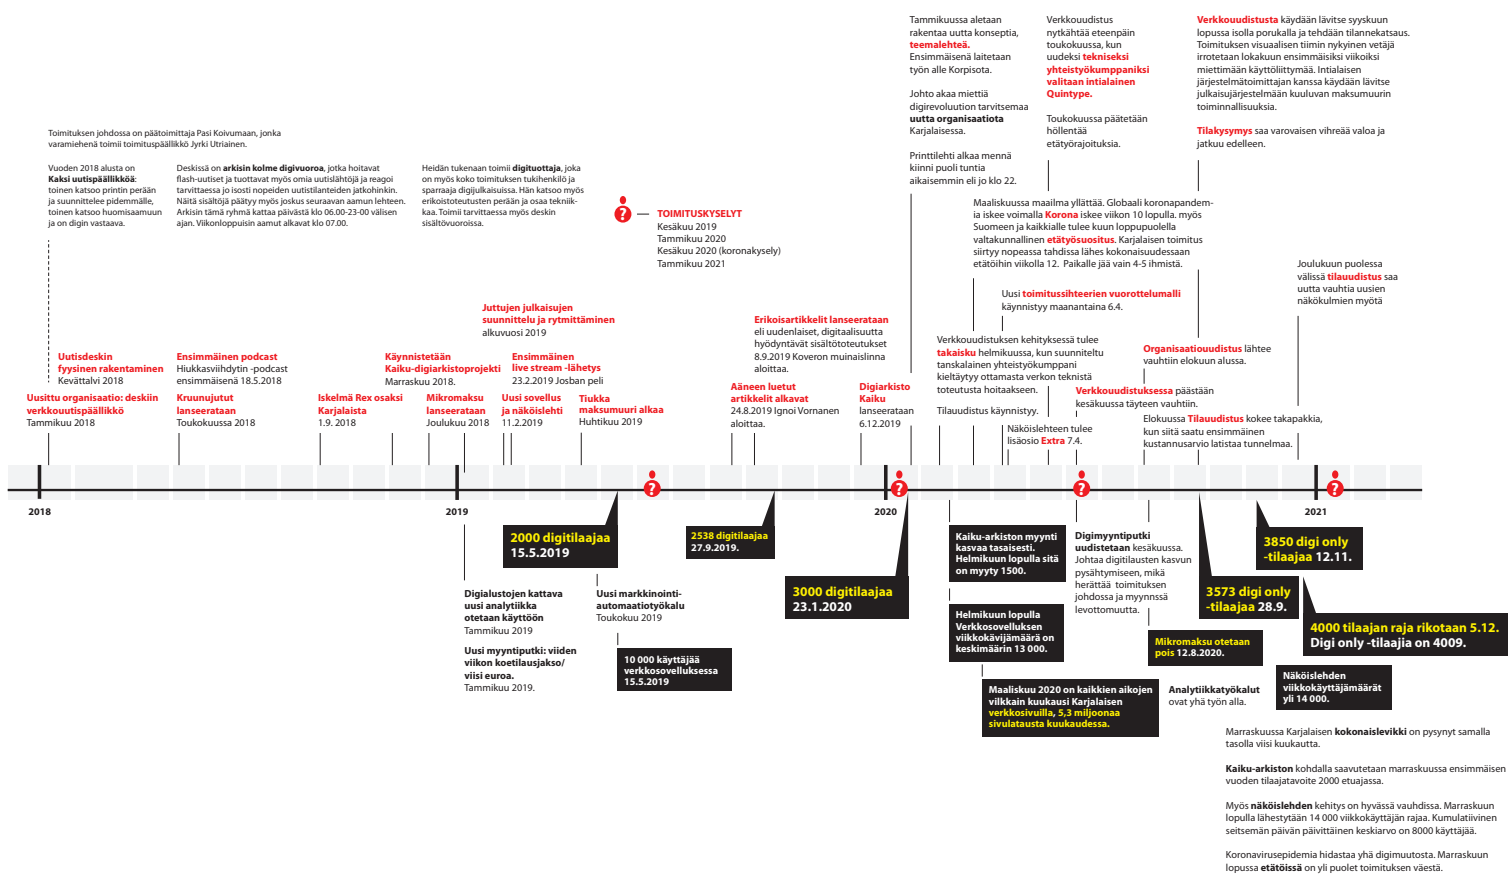 Toimituksen johdossa on päätoimittaja Pasi Koivumaan, jonka
varamiehenä toimii toimituspäällikkö Jyrki Utriainen.
Vuoden 2018 alusta on
Kaksi uutispäällikköä:
toinen katsoo printin perään
ja suunnittelee pidemmälle,
toinen katsoo huomisaamuun
ja on digin vastaava.
Deskissä on arkisin kolme digivuoroa, jotka hoitavat
flash-uutiset ja tuottavat myös omia uutislähtöjä ja reagoi
tarvittaessa jo isosti nopeiden uutistilanteiden jatkohinkin.
Näitä sisältöjä päätyy myös joskus seuraavan aamun lehteen.
Arkisin tämä ryhmä kattaa päivästä klo 06.00-23-00 välisen
ajan. Viikonloppuisin aamut alkavat klo 07.00.
Heidän tukenaan toimii digituottaja, joka
on myös koko toimituksen tukihenkilö ja
sparraaja digijulkaisuissa. Hän katsoo myös
erikoistoteutusten perään ja osaa tekniik-
kaa. Toimii tarvittaessa myös deskin
sisältövuoroissa.
?
TOIMITUSKYSELYT
Kesäkuu 2019
Tammikuu 2020
Kesäkuu 2020 (koronakysely)
Tammikuu 2021
Tammikuussa aletaan
rakentaa uutta konseptia,
teemalehteä.
Ensimmäisenä laitetaan
työn alle Korpisota.
Johto akaa miettiä
digirevoluution tarvitsemaa
uutta organisaatiota
Karjalaisessa.
Printtilehti alkaa mennä
kiinni puoli tuntia
aikaisemmin eli jo klo 22.
Verkkouudistus
nytkähtää eteenpäin
toukokuussa, kun
uudeksi tekniseksi
yhteistyökumppaniksi
valitaan intialainen
Quintype.
Toukokuussa päätetään
höllentää
etätyörajoituksia.
Verkkouudistusta käydään lävitse syyskuun
lopussa isolla porukalla ja tehdään tilannekatsaus.
Toimituksen visuaalisen tiimin nykyinen vetäjä
irrotetaan lokakuun ensimmäisiksi viikoiksi
miettimään käyttöliittymää. Intialaisen
järjestelmätoimittajan kanssa käydään lävitse
julkaisujärjestelmään kuuluvan maksumuurin
toiminnallisuuksia.
Tilakysymys saa varovaisen vihreää valoa ja
jatkuu edelleen.
Maaliskuussa maailma yllättää. Globaali koronapandem-
ia iskee voimalla Korona iskee viikon 10 lopulla. myös
Suomeen ja kaikkialle tulee kuun loppupuolella
valtakunnallinen etätyösuositus. Karjalaisen toimitus
siirtyy nopeassa tahdissa lähes kokonaisuudessaan
etätöihin viikolla 12. Paikalle jää vain 4-5 ihmistä.
Uusi toimitussihteerien vuorottelumalli
käynnistyy maanantaina 6.4.
Joulukuun puolessa
välissä tilauudistus saa
uutta vauhtia uusien
näkökulmien myötä
Uutisdeskin
fyysinen rakentaminen
Kevättalvi 2018
Uusittu organisaatio: deskiin
verkkouutispäällikkö
Tammikuu 2018
Ensimmäinen podcast
Hiukkasviihdytin -podcast
ensimmäisenä 18.5.2018
Kruunujutut
lanseerataan
Toukokuussa 2018
Iskelmä Rex osaksi
Karjalaista
1.9. 2018
Käynnistetään
Kaiku-digiarkistoprojekti
Marraskuu 2018.
Mikromaksu
lanseerataan
Joulukuu 2018
Juttujen julkaisujen
suunnittelu ja rytmittäminen
alkuvuosi 2019
Ensimmäinen
live stream -lähetys
23.2.2019 Josban peli
Uusi sovellus
ja näköislehti
11.2.2019
Tiukka
maksumuuri alkaa
Huhtikuu 2019
Erikoisartikkelit lanseerataan
eli uudenlaiset, digitaalisuutta
hyödyntävät sisältötoteutukset
8.9.2019 Koveron muinaislinna
aloittaa.
Ääneen luetut
artikkelit alkavat
24.8.2019 Ignoi Vornanen
aloittaa.
Digiarkisto
Kaiku
lanseerataan
6.12.2019
Verkkouudistuksen kehityksessä tulee
takaisku helmikuussa, kun suunniteltu
tanskalainen yhteistyökumppani
kieltäytyy ottamasta verkon teknistä
toteutusta hoitaakseen.
Tilauudistus käynnistyy.
Näköislehteen tulee
lisäosio Extra 7.4.
Organisaatiouudistus lähtee
vauhtiin elokuun alussa.
Verkkouudistuksessa päästään
kesäkuussa täyteen vauhtiin.
Elokuussa Tilauudistus kokee takapakkia,
kun siitä saatu ensimmäinen
kustannusarvio latistaa tunnelmaa.
?
?
?
?
2018
2019
2020
2021
2000 digitilaajaa
15.5.2019
2538 digitilaajaa
27.9.2019.
3000 digitilaajaa
23.1.2020
Kaiku-arkiston myynti
kasvaa tasaisesti.
Helmikuun lopulla sitä
on myyty 1500.
Digimyyntiputki
uudistetaan kesäkuussa.
Johtaa digitilausten kasvun
pysähtymiseen, mikä
herättää toimituksen
johdossa ja myynnssä
levottomuutta.
3850 digi only
-tilaajaa 12.11.
3573 digi only
-tilaajaa 28.9.
4000 tilaajan raja rikotaan 5.12.
Digi only -tilaajia on 4009.
Digialustojen kattava
uusi analytiikka
otetaan käyttöön
Tammikuu 2019
Uusi myyntiputki: viiden
viikon koetilausjakso/
viisi euroa.
Tammikuu 2019.
Uusi markkinointi-
automaatiotyökalu
Toukokuu 2019
10 000 käyttäjää
verkkosovelluksessa
15.5.2019
Helmikuun lopulla
Verkkosovelluksen
viikkokävijämäärä on
keskimäärin 13 000.
Mikromaksu otetaan
pois 12.8.2020.
Maaliskuu 2020 on kaikkien aikojen
vilkkain kuukausi Karjalaisen
verkkosivuilla, 5,3 miljoonaa
sivulatausta kuukaudessa.
Analytiikkatyökalut
ovat yhä työn alla.
Näköislehden
viikkokäyttäjämäärät
yli 14 000.
Marraskuussa Karjalaisen kokonaislevikki on pysynyt samalla
tasolla viisi kuukautta.
Kaiku-arkiston kohdalla saavutetaan marraskuussa ensimmäisen
vuoden tilaajatavoite 2000 etuajassa.
Myös näköislehden kehitys on hyvässä vauhdissa. Marraskuun
lopulla lähestytään 14 000 viikkokäyttäjän rajaa. Kumulatiivinen
seitsemän päivän päivittäinen keskiarvo on 8000 käyttäjää.
Koronavirusepidemia hidastaa yhä digimuutosta. Marraskuun
lopussa etätöissä on yli puolet toimituksen väestä.